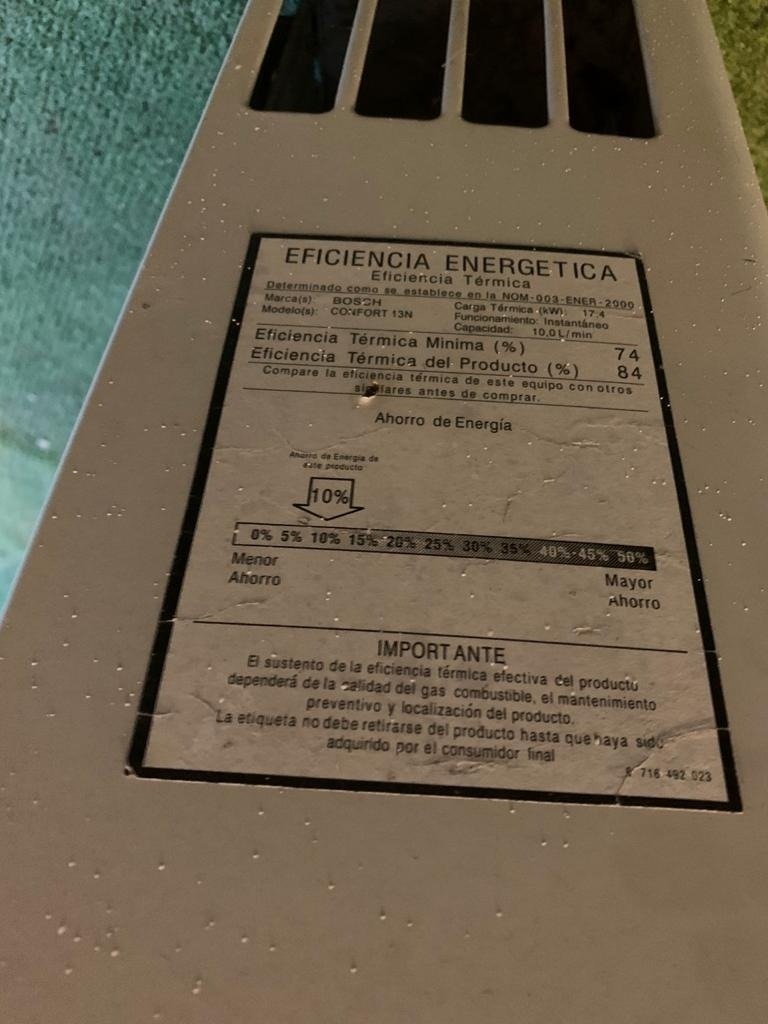 EFICIENCIA ENERGETICA
Eficiencia Térmica
Determinado como se establece en la NOM-003-ENER-2000
Marca(s): BOSCH Carga Térmica (kW): 17.4
Modelo(s): CONFORT 13N Funcionamiento: Instantáneo
Capacidad: 10,0 L/min
Eficiencia Térmica Minima (%) 74
Eficiencia Térmica del Producto (%) 84
Compare la eficiencia térmica de este equipo con otros
similares antes de comprar.
Ahorro de Energía
Ahorro de Energía de
este producto
10%
0% 5% 10% 15% 20% 25% 30% 35% 40% 45% 50%
Menor Mayor
Ahorro Ahorro
IMPORTANTE
El sustento de la eficiencia térmica efectiva del producto
dependerá de la calidad del gas combustible, el mantenimiento
preventivo y localización del producto.
La etiqueta no debe retirarse del producto hasta que haya sido
adquirido por el consumidor final
8 716 492 023